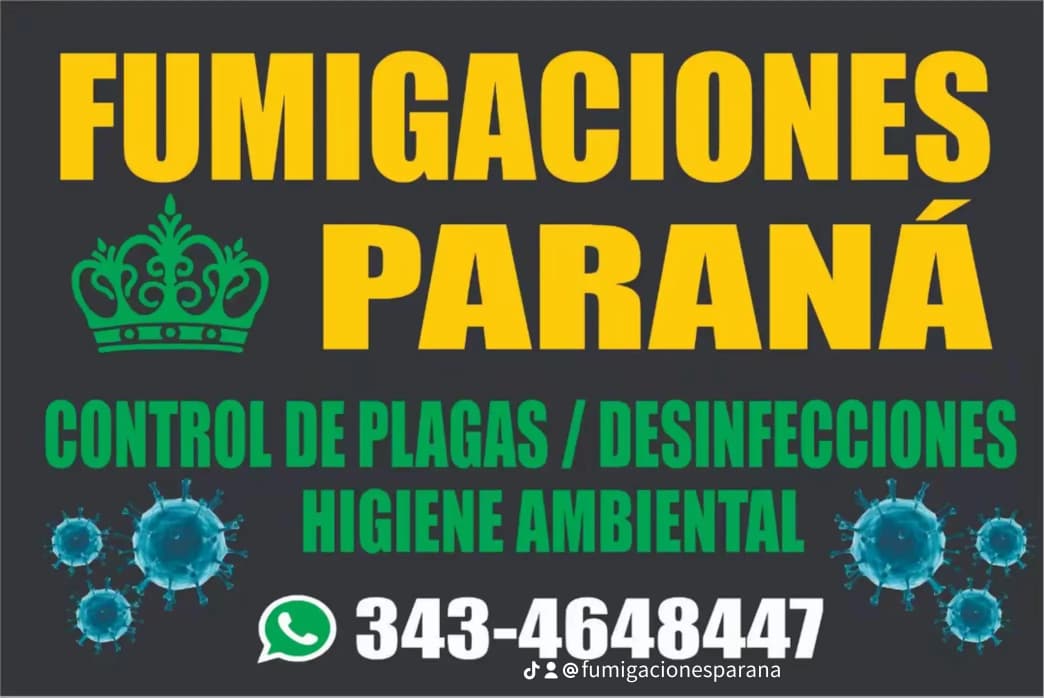 FUMIGACIONES
PARANÁ
CONTROL DE PLAGAS / DESINFECCIONES
HIGIENE AMBIENTAL
343-4648447
@fumigacionesparana